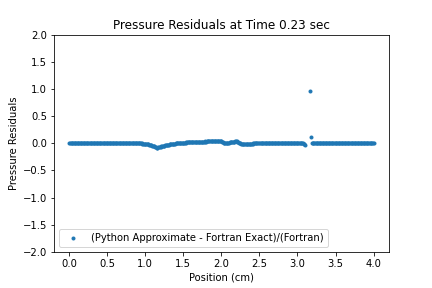 Pressure Residuals at Time 0.23 sec
2.0
1.5
1.0
0.5
0.0
−0.5
−1.0
−1.5
−2.0
Pressure Residuals
(Python Approximate - Fortran Exact)/(Fortran)
0.0 0.5 1.0 1.5 2.0 2.5 3.0 3.5 4.0
Position (cm)